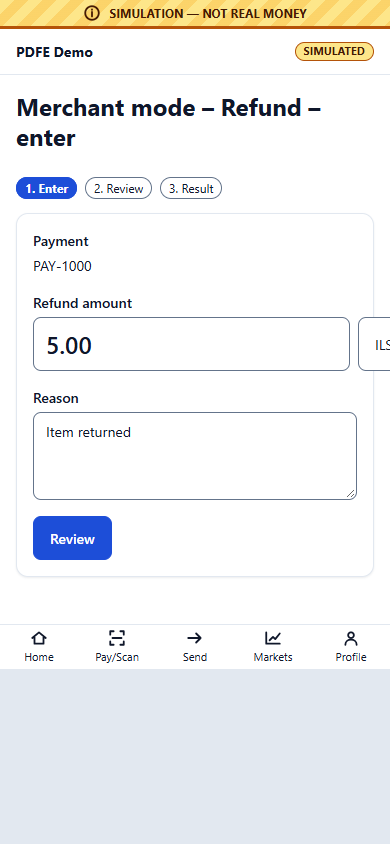 SIMULATION — NOT REAL MONEY
PDFE Demo
SIMULATED
Merchant mode – Refund –
enter
1. Enter
2. Review
3. Result
Payment
PAY-1000
Refund amount
5.00
ILS
Reason
Item returned
Review
Home
Pay/Scan
Send
Markets
Profile